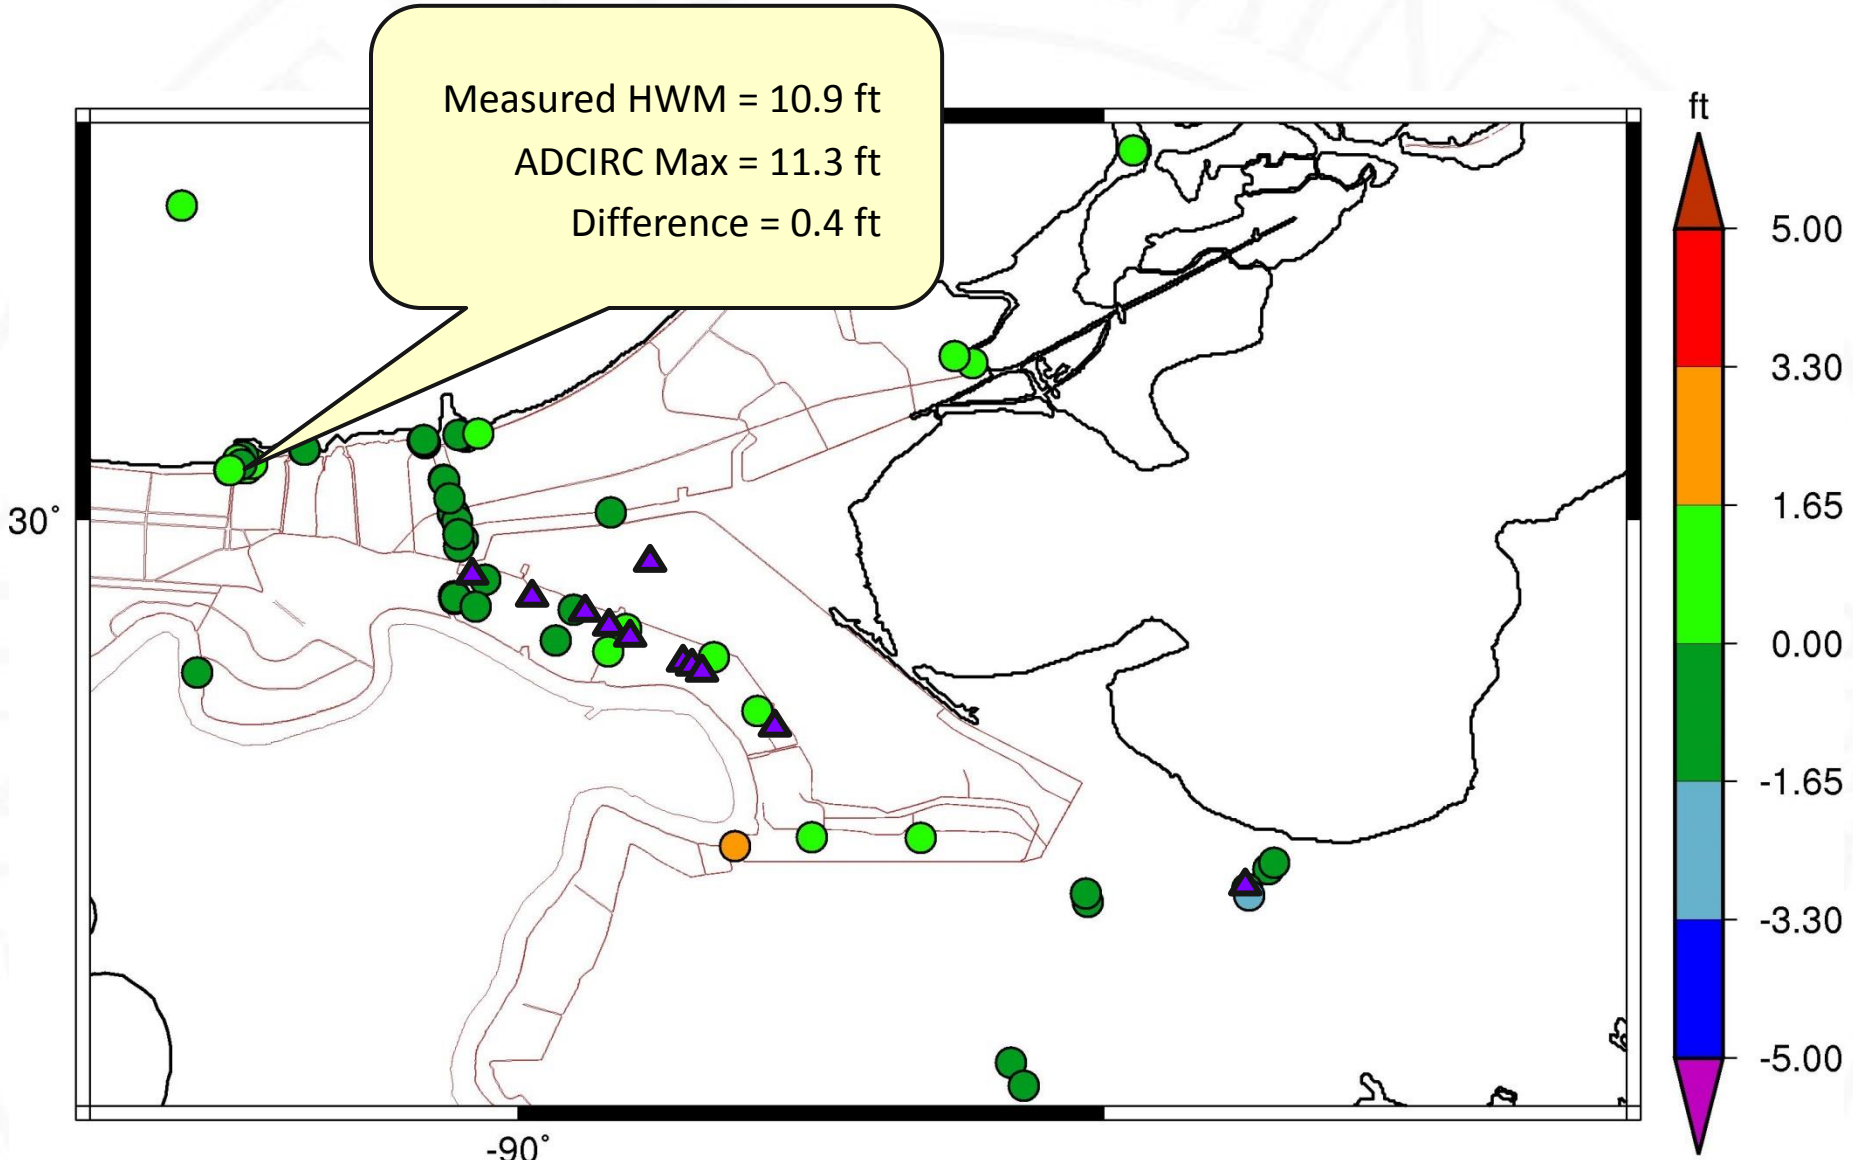 Measured HWM = 10.9 ft
ADCIRC Max = 11.3 ft
Difference = 0.4 ft
ft
5.00
3.30
1.65
0.00
-1.65
-3.30
-5.00
30°
-90°